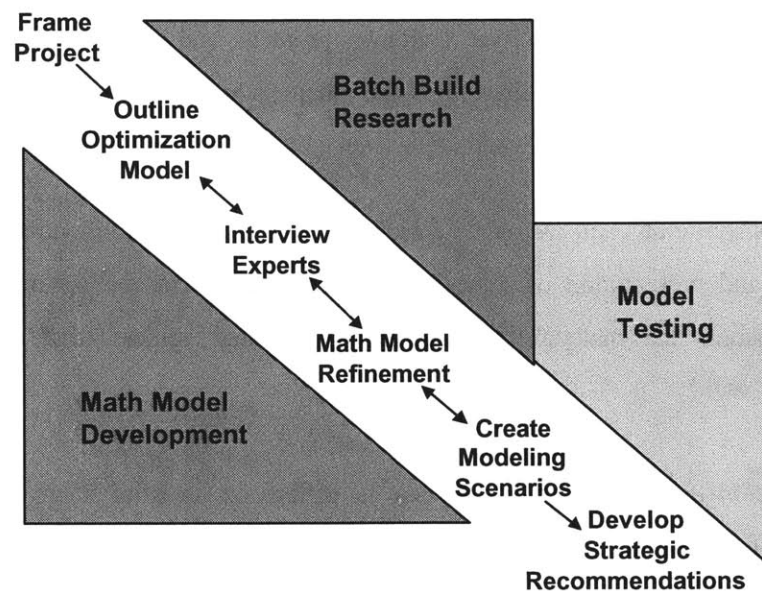 Frame
Project
Batch Build
Research
Outline
Optimization
Model
Interview
Experts
Model
Testing
Math Model
Refinement
Math Model
Development
Create
Modeling
Scenarios
Develop
Strategic
Recommendations